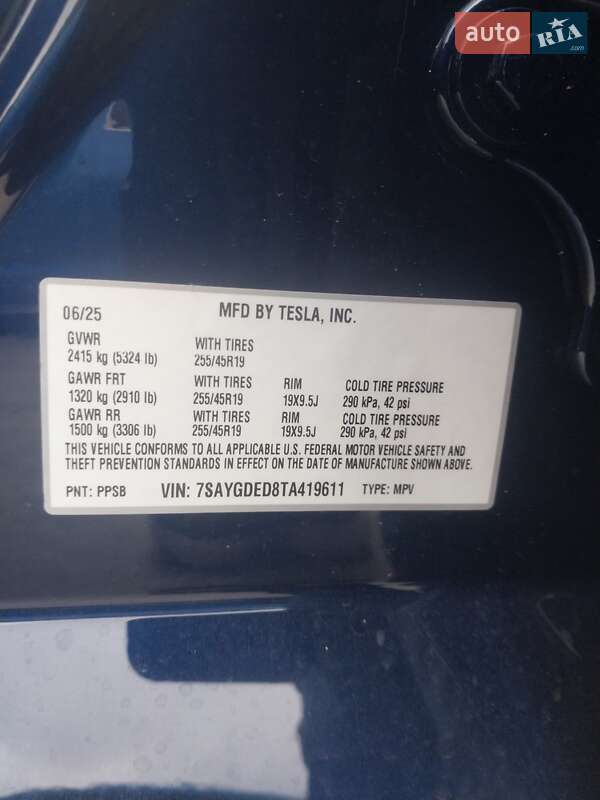 auto RIA.com
06/25 MFD BY TESLA, INC.
GVWR WITH TIRES
2415 kg (5324 lb) 255/45R19
GAWR FRT WITH TIRES RIM COLD TIRE PRESSURE
1320 kg (2910 lb) 255/45R19 19X9.5J 290 kPa, 42 psi
GAWR RR WITH TIRES RIM COLD TIRE PRESSURE
1500 kg (3306 lb) 255/45R19 19X9.5J 290 kPa, 42 psi
THIS VEHICLE CONFORMS TO ALL APPLICABLE U.S. FEDERAL MOTOR VEHICLE SAFETY AND
THEFT PREVENTION STANDARDS IN EFFECT ON THE DATE OF MANUFACTURE SHOWN ABOVE.
PNT: PPSB VIN: 7SAYGDED8TA419611 TYPE: MPV